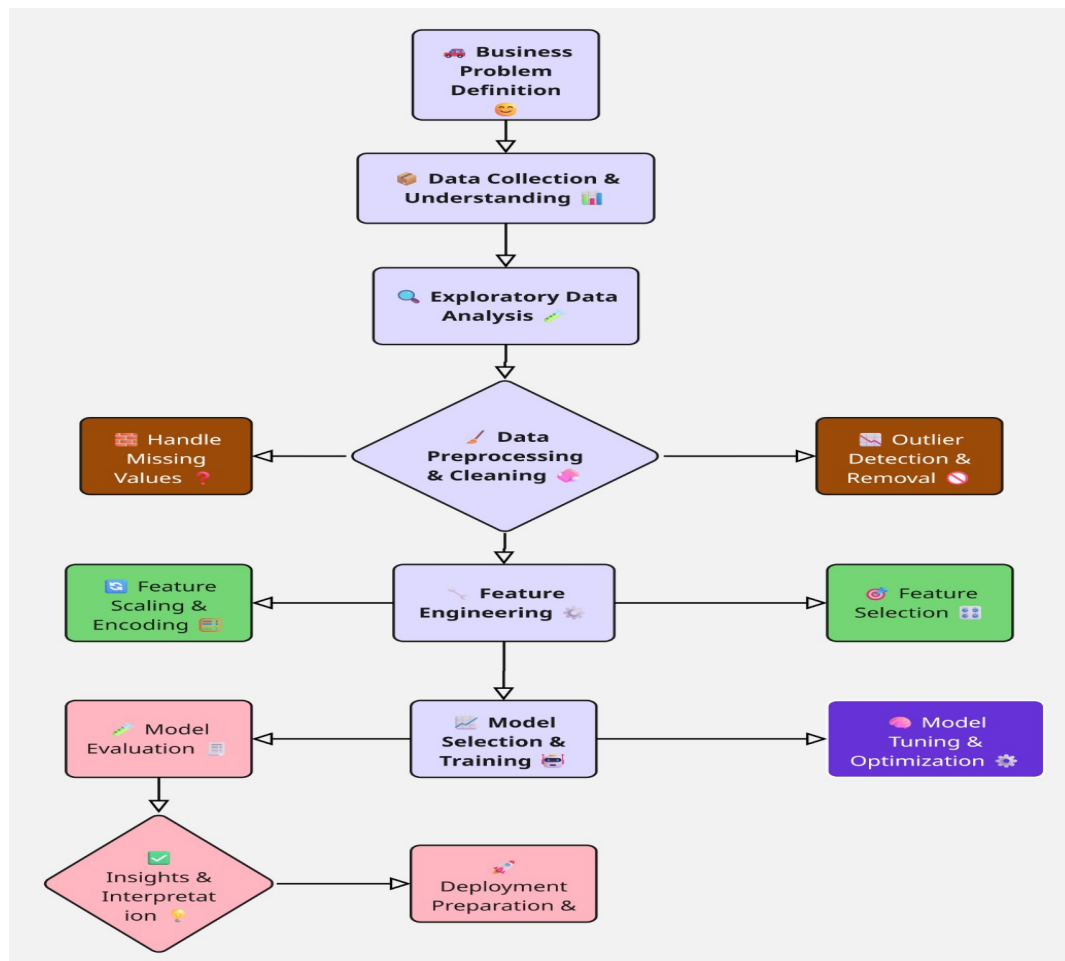 🚗 Business
Problem
Definition
😊
📦 Data Collection &
Understanding 📊
🔍 Exploratory Data
Analysis 🧪
🧱 Handle
Missing
Values ❓
🧹 Data
Preprocessing
& Cleaning 🧼
📉 Outlier
Detection &
Removal 🚫
🔄 Feature
Scaling &
Encoding 🧮
🔧 Feature
Engineering ⚙️
🎯 Feature
Selection 🎛️
🧪 Model
Evaluation 🧾
📈 Model
Selection &
Training 🤖
🧠 Model
Tuning &
Optimization ⚙️
✅
Insights &
Interpretat
ion 💡
🚀
Deployment
Preparation &